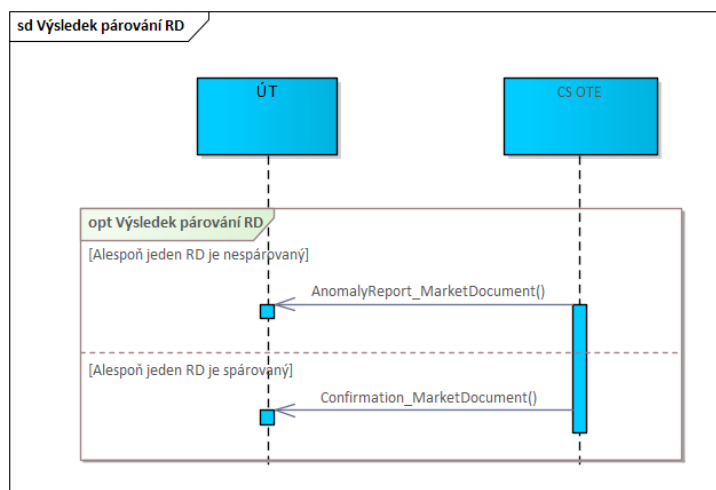 sd Výsledek párování RD
ÚT
CS OTE
opt Výsledek párování RD
[Alespoň jeden RD je nespárovaný]
AnomalyReport_MarketDocument()
[Alespoň jeden RD je spárovaný]
Confirmation_MarketDocument()